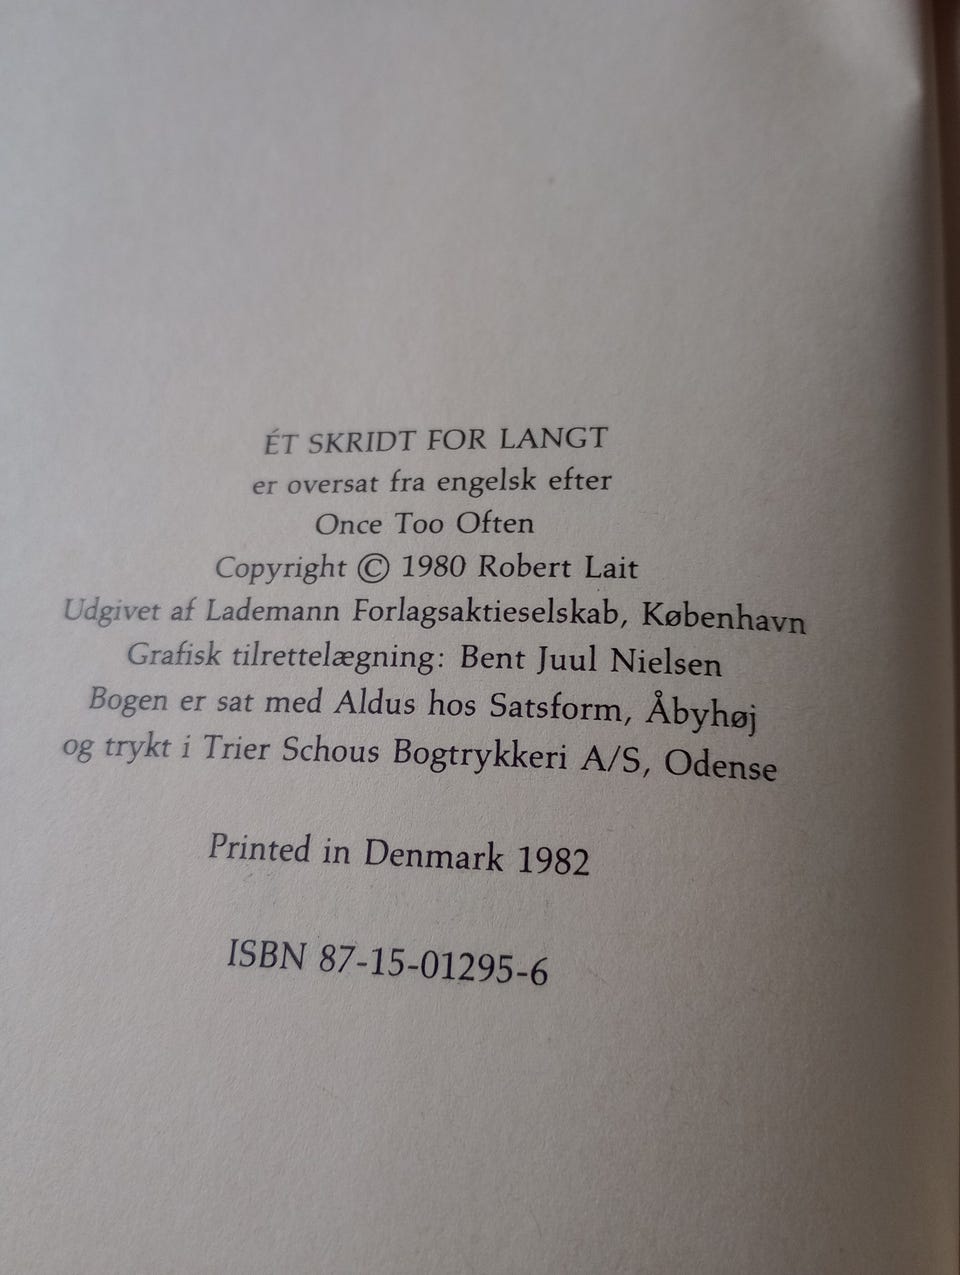 ÉT SKRIDT FOR LANGT
er oversat fra engelsk efter
Once Too Often
Copyright © 1980 Robert Lait
Udgivet af Lademann Forlagsaktieselskab, København
Grafisk tilrettelægning: Bent Juul Nielsen
Bogen er sat med Aldus hos Satsform, Åbyhøj
og trykt i Trier Schous Bogtrykkeri A/S, Odense
Printed in Denmark 1982
ISBN 87-15-01295-6